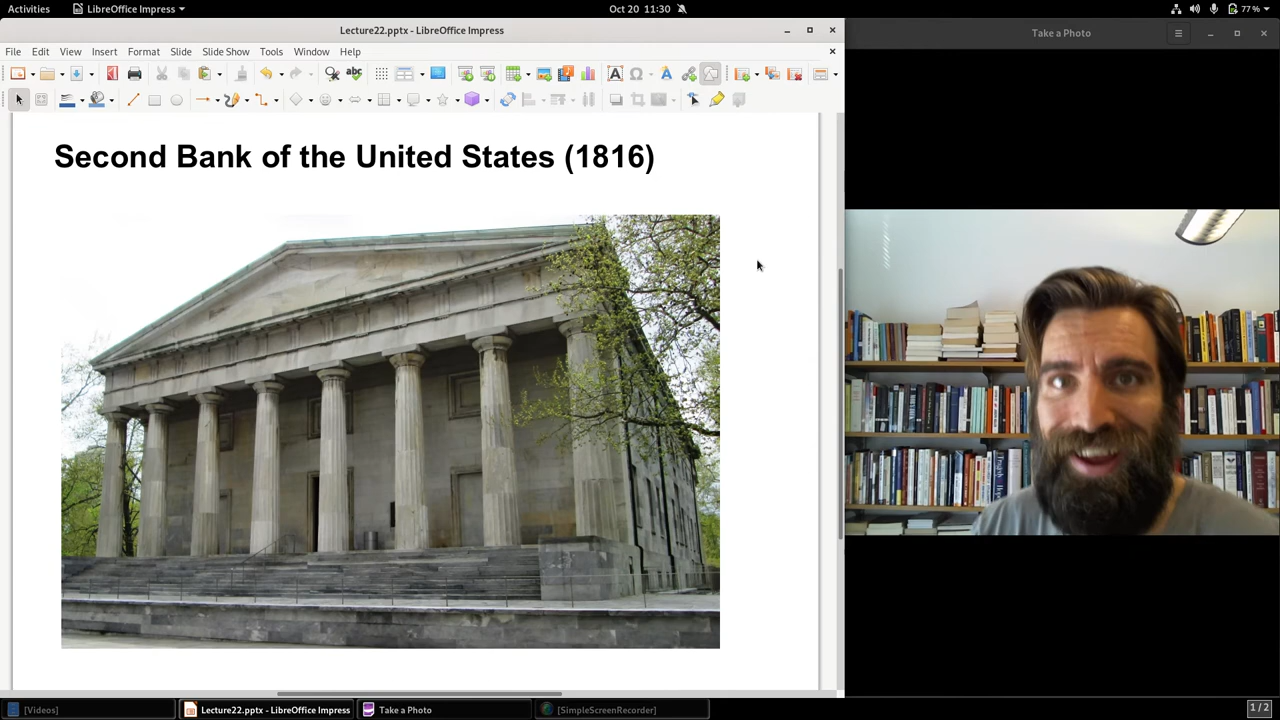 Activities
LibreOffice Impress
Oct 20 11:30
77 %
Lecture22.pptx - LibreOffice Impress
Take a Photo
File Edit View Insert Format Slide Slide Show Tools Window Help
abc
Second Bank of the United States (1816)
[Videos]
Lecture22.pptx - LibreOffice Impress
Take a Photo
[SimpleScreenRecorder]
1 / 2